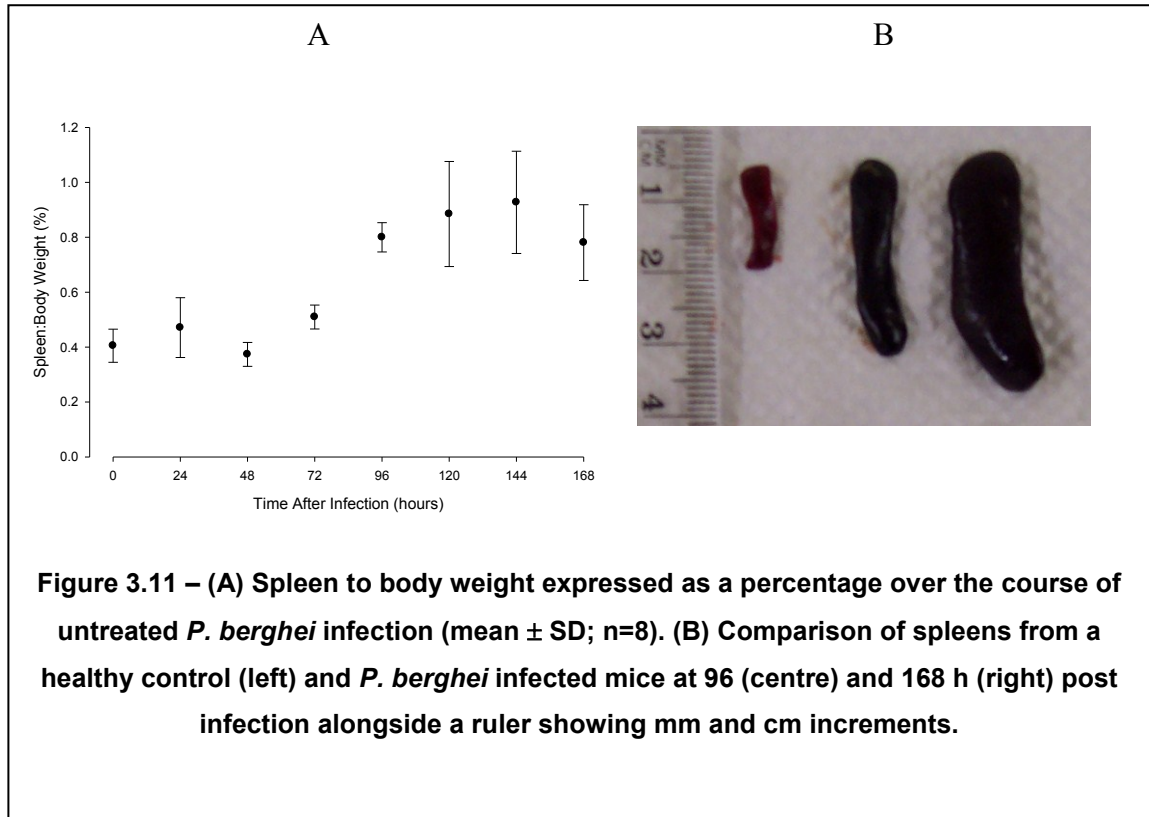 A
B
Spleen:Body Weight (%)
1.2
1.0
0.8
0.6
0.4
0.2
0.0
0 24 48 72 96 120 144 168
Time After Infection (hours)
MM
CM
1
2
3
4
Figure 3.11 – (A) Spleen to body weight expressed as a percentage over the course of
untreated P. berghei infection (mean ± SD; n=8). (B) Comparison of spleens from a
healthy control (left) and P. berghei infected mice at 96 (centre) and 168 h (right) post
infection alongside a ruler showing mm and cm increments.